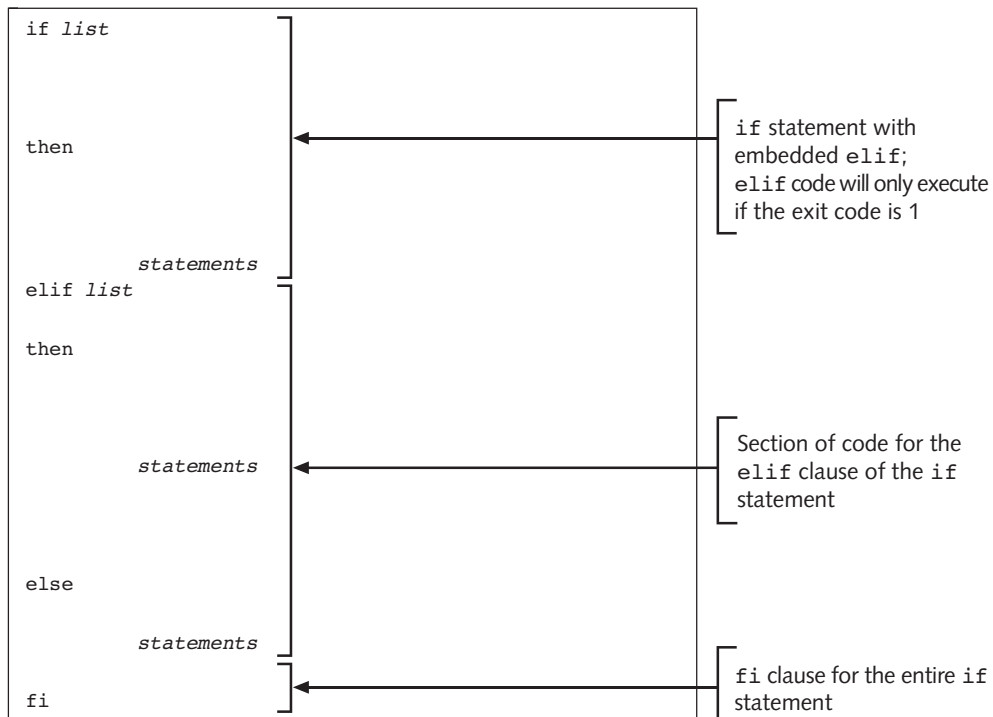 if list
then
statements
elif list
then
statements
else
statements
fi
if statement with
embedded elif;
elif code will only execute
if the exit code is 1
Section of code for the
elif clause of the if
statement
fi clause for the entire if
statement